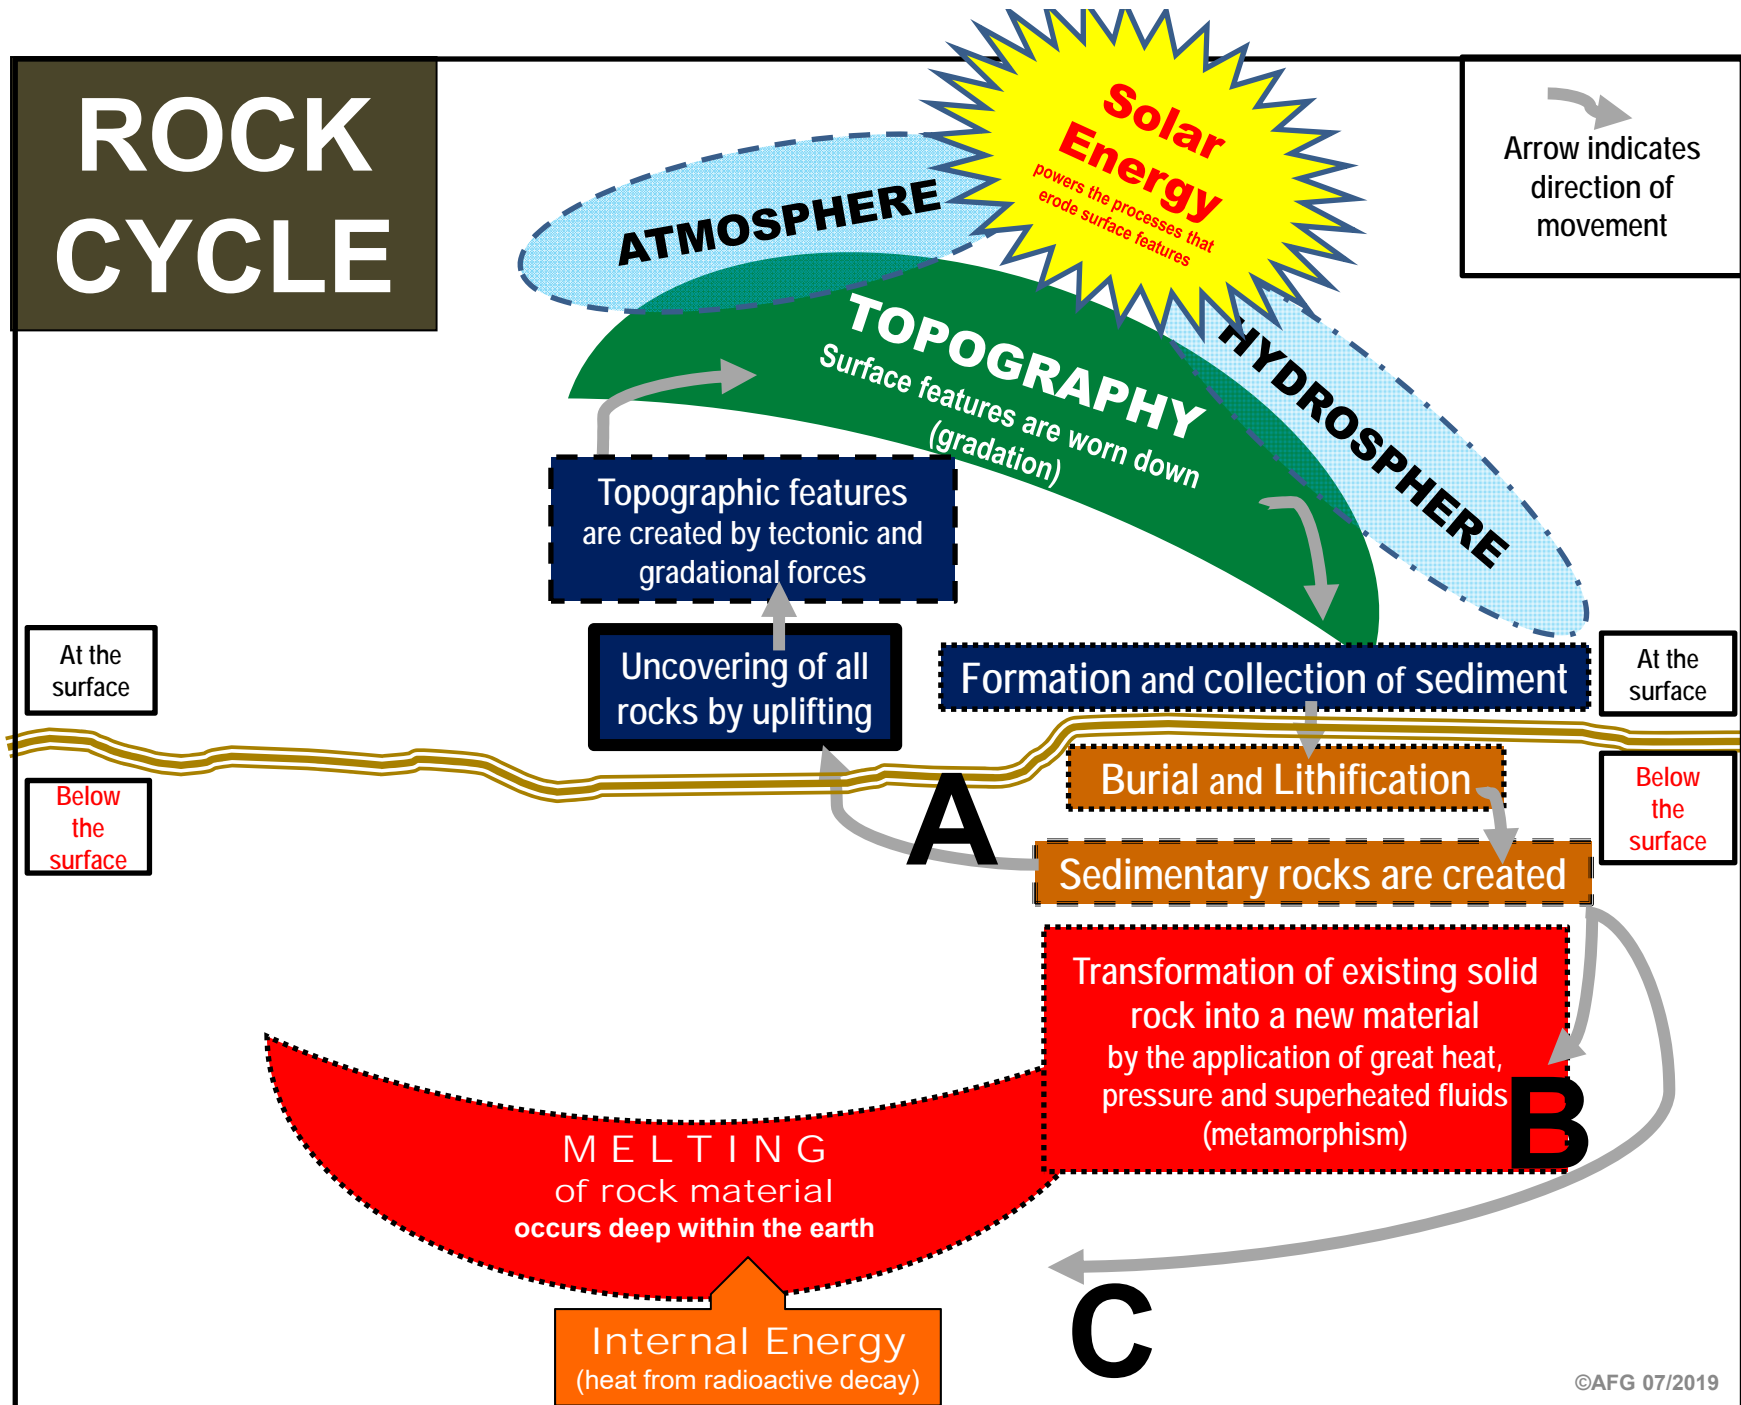 ROCK
CYCLE
Solar
Energy
powers the processes that
erode surface features
Arrow indicates
direction of
movement
ATMOSPHERE
TOPOGRAPHY
Surface features are worn down
(gradation)
HYDROSPHERE
Topographic features
are created by tectonic and
gradational forces
At the
surface
Uncovering of all
rocks by uplifting
Formation and collection of sediment
At the
surface
Below
the
surface
A
Burial and Lithification
Below
the
surface
Sedimentary rocks are created
Transformation of existing solid
rock into a new material
by the application of great heat,
pressure and superheated fluids
(metamorphism)
B
MELTING
of rock material
occurs deep within the earth
C
Internal Energy
(heat from radioactive decay)
©AFG 07/2019